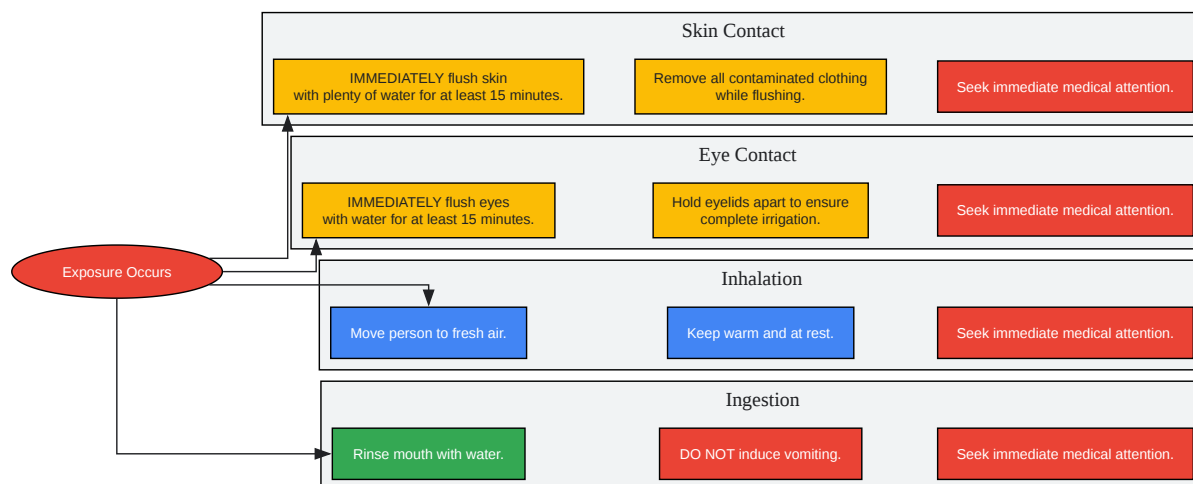 Skin Contact
IMMEDIATELY flush skin
with plenty of water for at least 15 minutes.
Remove all contaminated clothing
while flushing.
Seek immediate medical attention.
Eye Contact
IMMEDIATELY flush eyes
with water for at least 15 minutes.
Hold eyelids apart to ensure
complete irrigation.
Seek immediate medical attention.
Exposure Occurs
Inhalation
Move person to fresh air.
Keep warm and at rest.
Seek immediate medical attention.
Ingestion
Rinse mouth with water.
DO NOT induce vomiting.
Seek immediate medical attention.